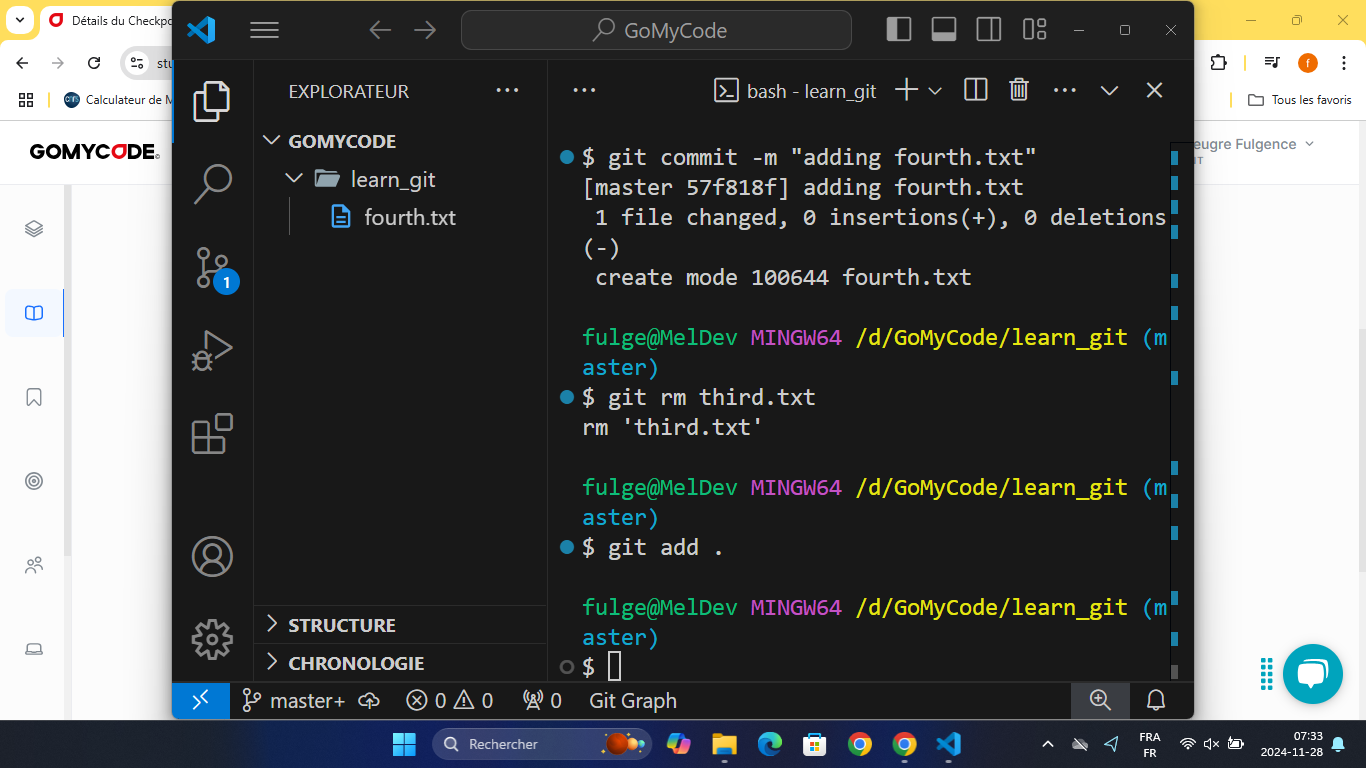 Détails du Checkpo
GoMyCode
stu
Calculateur de M
Tous les favoris
f
GOMYCODE
eugre Fulgence
NT
EXPLORATEUR
GOMYCODE
learn_git
fourth.txt
1
STRUCTURE
CHRONOLOGIE
bash - learn_git
$ git commit -m "adding fourth.txt"
[master 57f818f] adding fourth.txt
1 file changed, 0 insertions(+), 0 deletions
(-)
create mode 100644 fourth.txt
fulge@MelDev MINGW64 /d/GoMyCode/learn_git (m
aster)
$ git rm third.txt
rm 'third.txt'
fulge@MelDev MINGW64 /d/GoMyCode/learn_git (m
aster)
$ git add .
fulge@MelDev MINGW64 /d/GoMyCode/learn_git (m
aster)
$
master+ 0 0 0 Git Graph
Rechercher
FRA
FR
07:33
2024-11-28